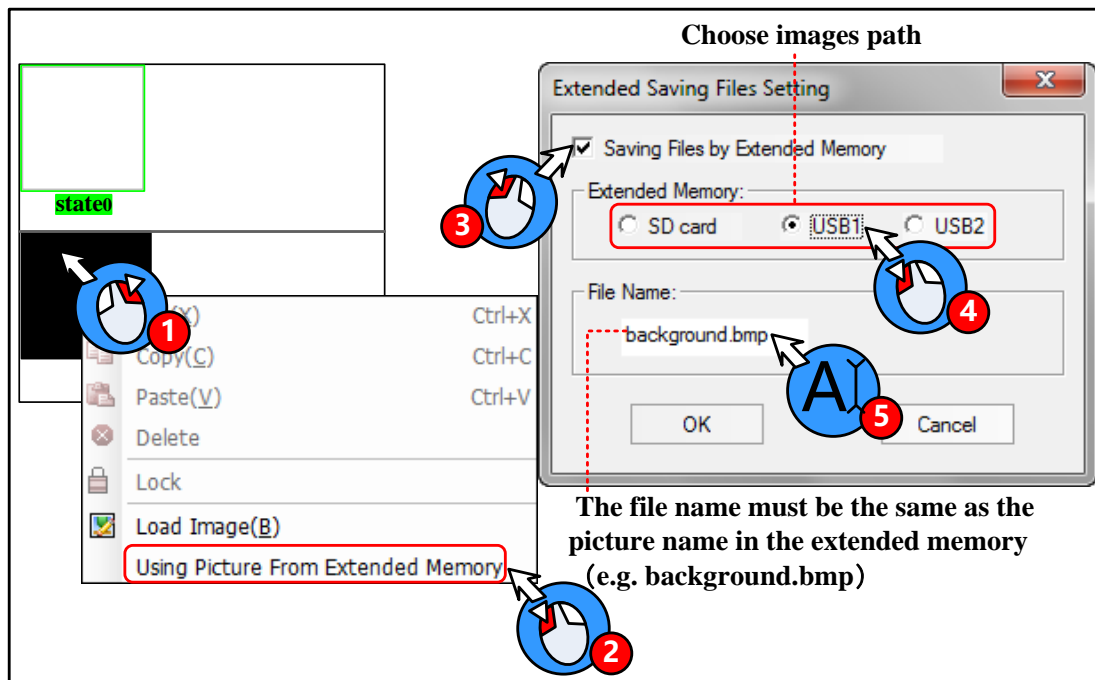 Choose images path
Extended Saving Files Setting
Saving Files by Extended Memory
Extended Memory:
SD card
USB1
USB2
File Name:
background.bmp
OK
Cancel
The file name must be the same as the
picture name in the extended memory
（e.g. background.bmp）
state0
X) Ctrl+X
Copy(C) Ctrl+C
Paste(V) Ctrl+V
Delete
Lock
Load Image(B)
Using Picture From Extended Memory
1
2
3
4
5
A